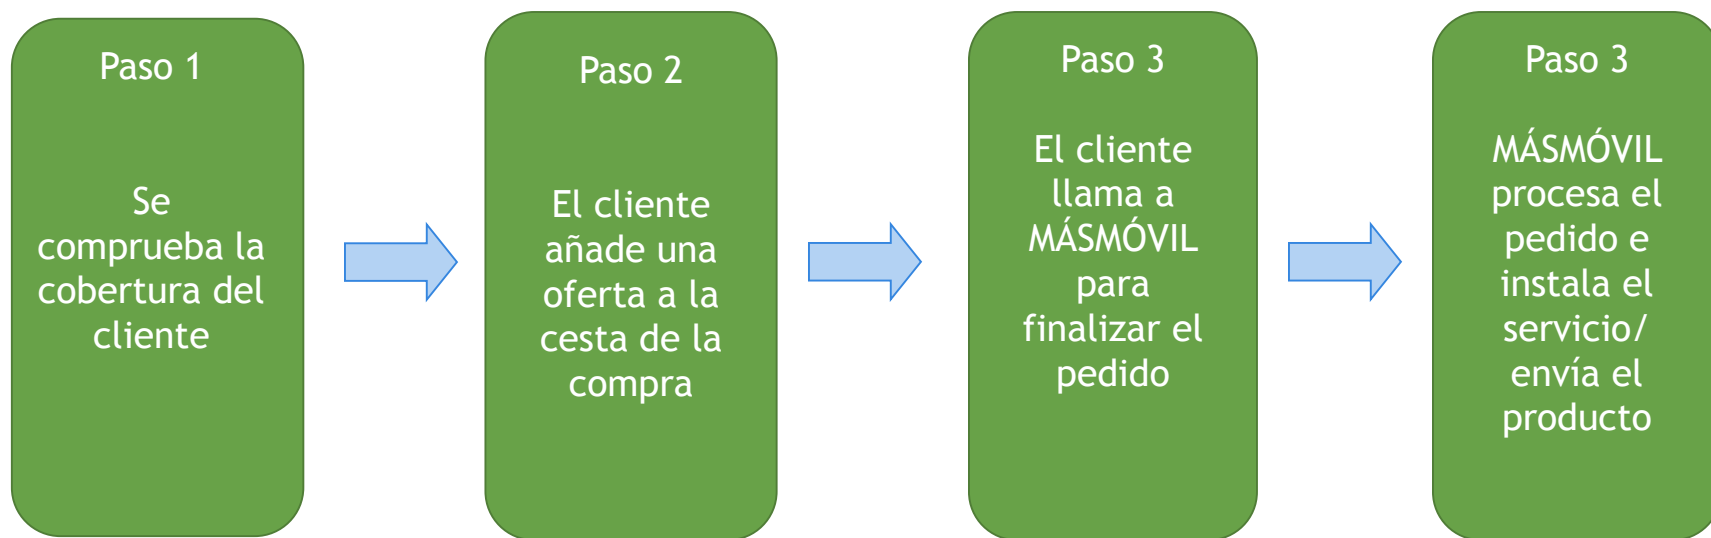 Paso 1
Se
comprueba la
cobertura del
cliente
Paso 2
El cliente
añade una
oferta a la
cesta de la
compra
Paso 3
El cliente
llama a
MÁSMÓVIL
para
finalizar el
pedido
Paso 3
MÁSMÓVIL
procesa el
pedido e
instala el
servicio/
envía el
producto